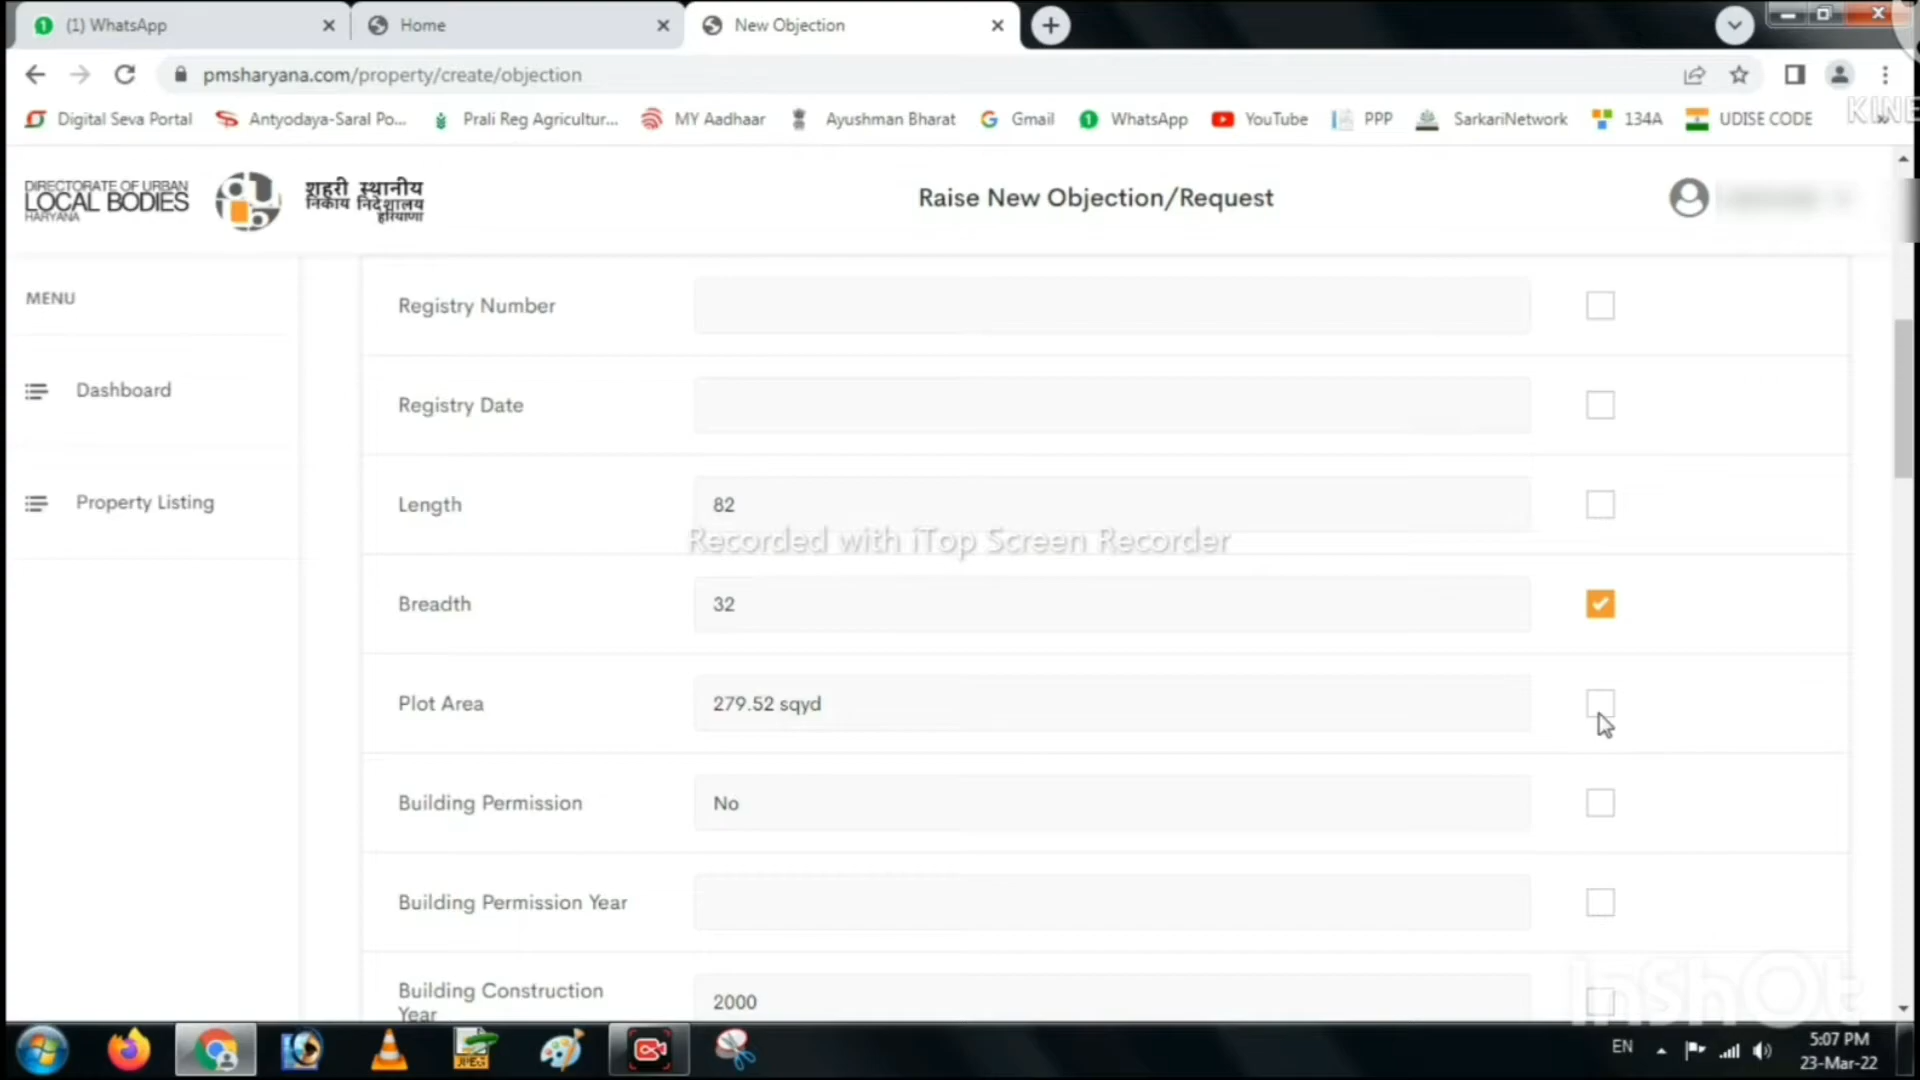 (1) WhatsApp
Home
New Objection
pmsharyana.com/property/create/objection
Digital Seva Portal
Antyodaya-Saral Po...
Prali Reg Agricultur...
MY Aadhaar
Ayushman Bharat
Gmail
WhatsApp
YouTube
PPP
SarkariNetwork
134A
UDISE CODE
KINE
DIRECTORATE OF URBAN
LOCAL BODIES
HARYANA
शहरी स्थानीय
निकाय निदेशालय
हरियाणा
Raise New Objection/Request
MENU
Dashboard
Property Listing
Registry Number
Registry Date
Length
82
Recorded with iTop Screen Recorder
Breadth
32
Plot Area
279.52 sqyd
Building Permission
No
Building Permission Year
Building Construction
Year
2000
InShOt
JPEG
EN
5:07 PM
23-Mar-22